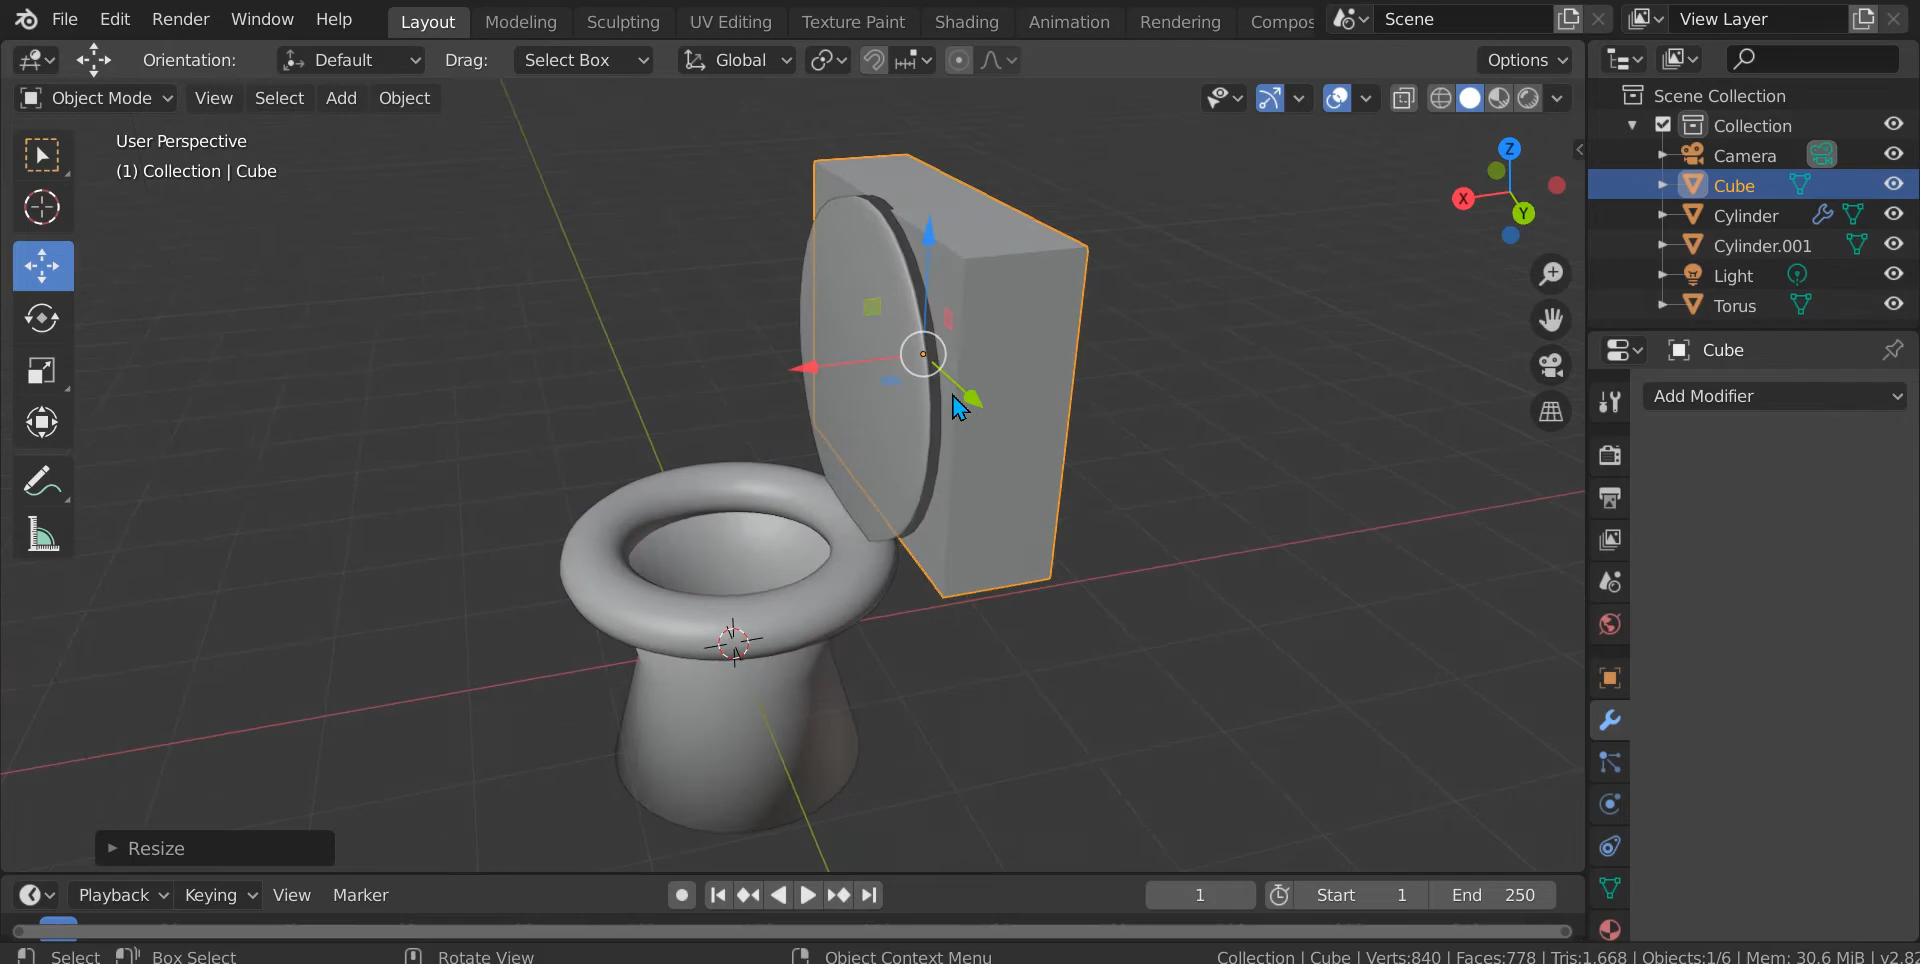 File Edit Render Window Help Layout Modeling Sculpting UV Editing Texture Paint Shading Animation Rendering Compos Scene View Layer
Orientation: Default Drag: Select Box Global Options
Object Mode View Select Add Object
User Perspective
(1) Collection | Cube
Z
X
Y
Scene Collection
Collection
Camera
Cube
Cylinder
Cylinder.001
Light
Torus
Cube
Add Modifier
Resize
Playback Keying View Marker 1 Start 1 End 250
Select Box Select Rotate View Object Context Menu Collection | Cube | Verts:840 | Faces:778 | Tris:1,668 | Objects:1/6 | Mem: 30.6 MiB | v2.82